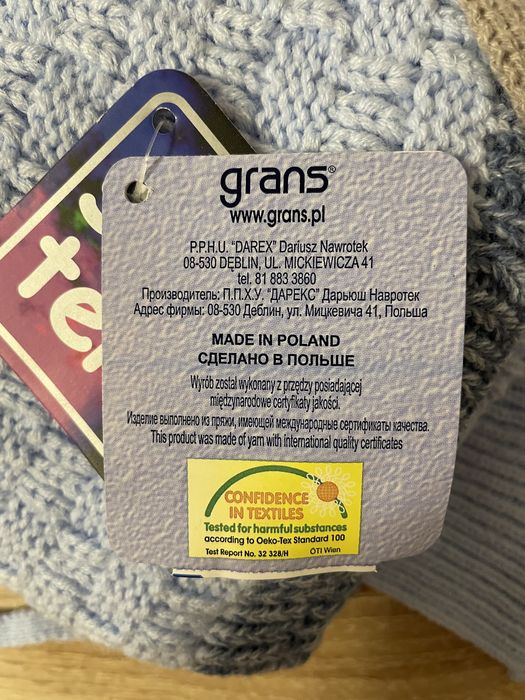 grans®
www.grans.pl
P.P.H.U. "DAREX" Dariusz Nawrotek
08-530 DĘBLIN, UL. MICKIEWICZA 41
tel. 81 883 3860
Производитель: П.П.Х.У. "ДАРЕКС" Дарьюш Навротек
Адрес фирмы: 08-530 Деблин, ул. Мицкевича 41, Польша
MADE IN POLAND
СДЕЛАНО В ПОЛЬШЕ
Wyrób został wykonany z przędzy posiadającej
międzynarodowe certyfikaty jakości.
Изделие выполнено из пряжи, имеющей международные сертификаты качества.
This product was made of yarn with international quality certificates
CONFIDENCE
IN TEXTILES
Tested for harmful substances
according to Oeko-Tex Standard 100
Test Report No. 32 328/H ÖTI Wien